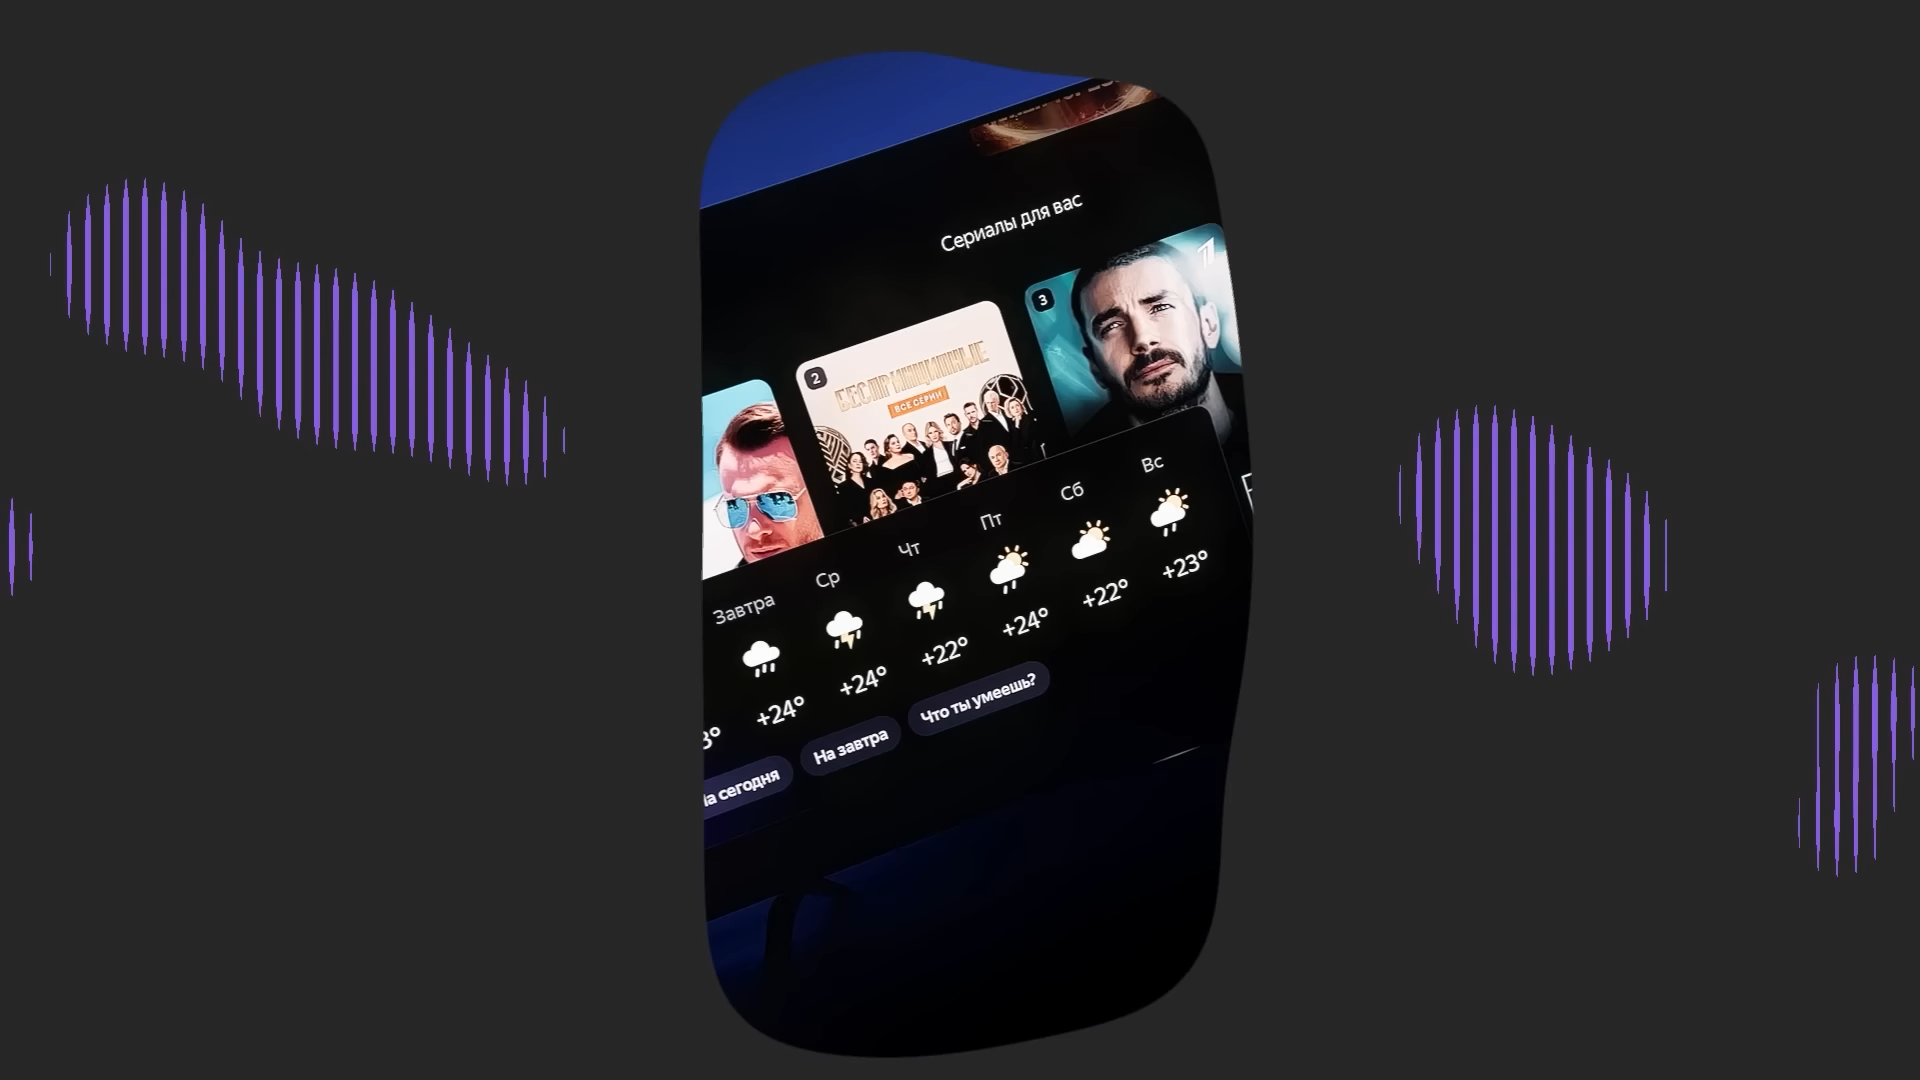 Сериалы для вас
3
2
БЕСПРИНЦИПНЫЕ
ВСЕ СЕРИИ
Завтра Ср Чт Пт Сб Вс
3° +24° +24° +22° +24° +22° +23°
На сегодня На завтра Что ты умеешь?